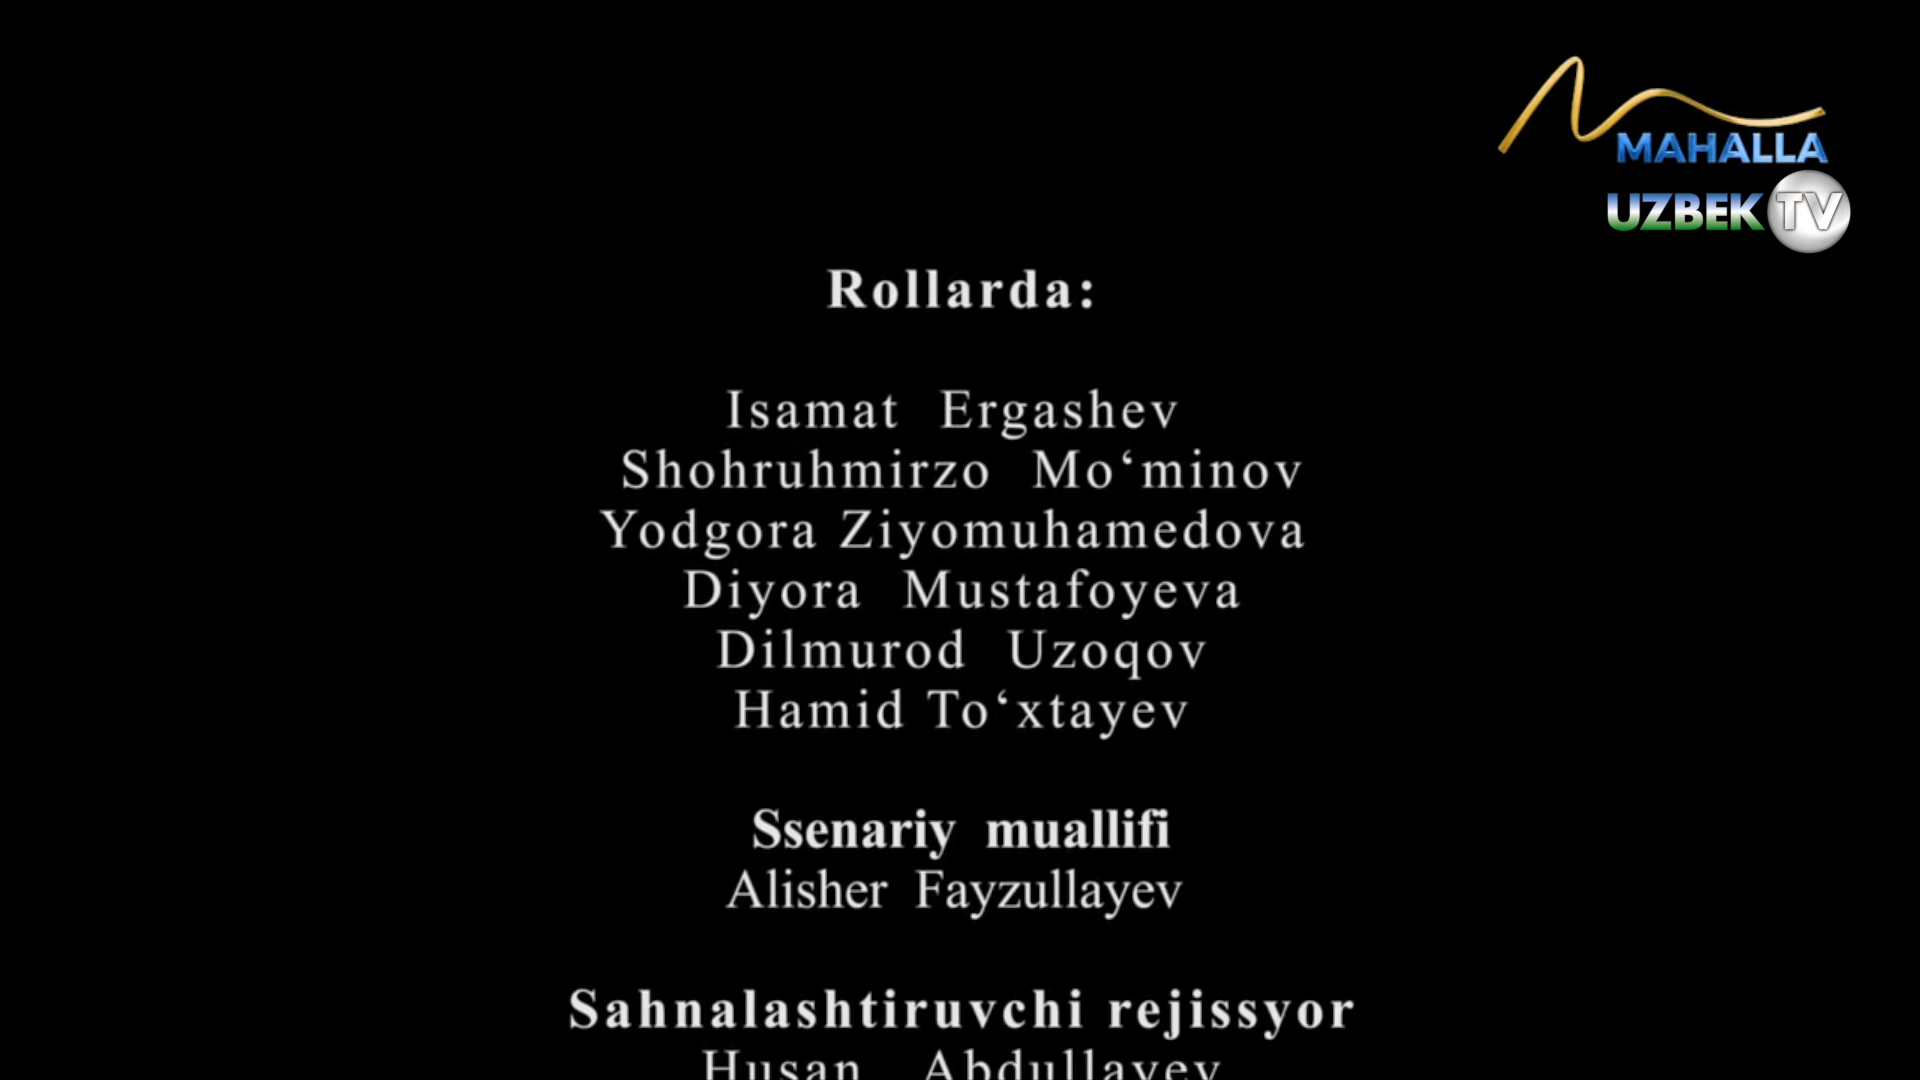 MAHALLA
UZBEK TV
Rollarda:
Isamat Ergashev
Shohruhmirzo Mo‘minov
Yodgora Ziyomuhamedova
Diyora Mustafoyeva
Dilmurod Uzoqov
Hamid To‘xtayev
Ssenariy muallifi
Alisher Fayzullayev
Sahnalashtiruvchi rejissyor
Husan Abdullayev